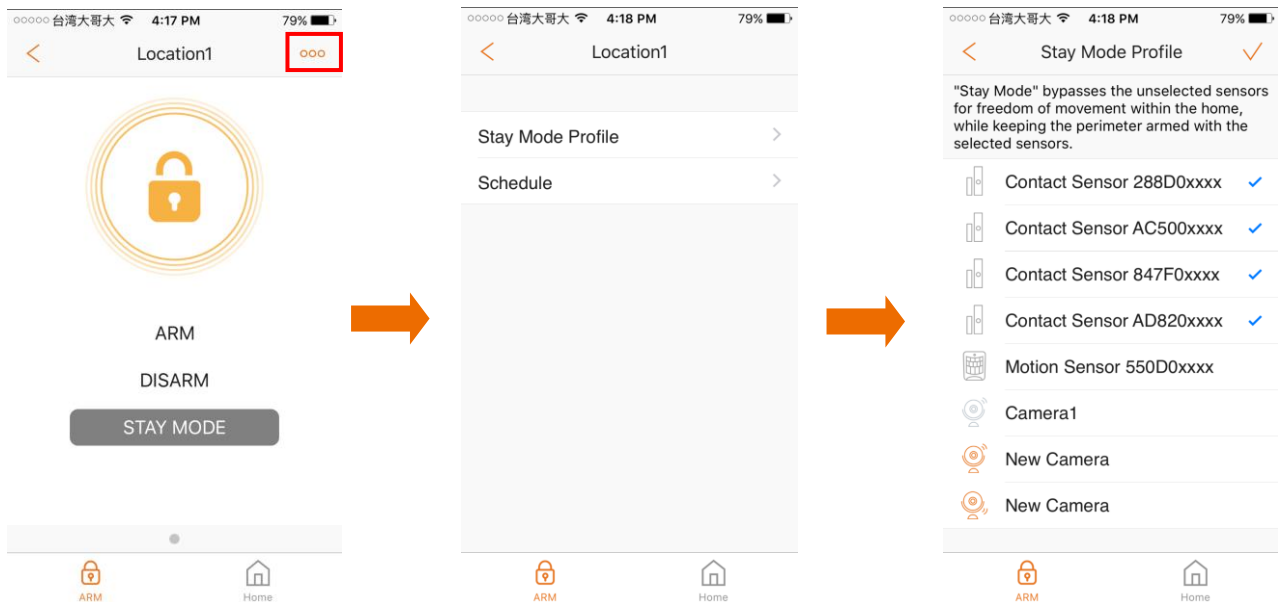 台湾大哥大 4:17 PM 79%
Location1
ARM
DISARM
STAY MODE
ARM Home
台湾大哥大 4:18 PM 79%
Location1
Stay Mode Profile
Schedule
ARM Home
台湾大哥大 4:18 PM 79%
Stay Mode Profile
"Stay Mode" bypasses the unselected sensors
for freedom of movement within the home,
while keeping the perimeter armed with the
selected sensors.
Contact Sensor 288D0xxxx
Contact Sensor AC500xxxx
Contact Sensor 847F0xxxx
Contact Sensor AD820xxxx
Motion Sensor 550D0xxxx
Camera1
New Camera
New Camera
ARM Home